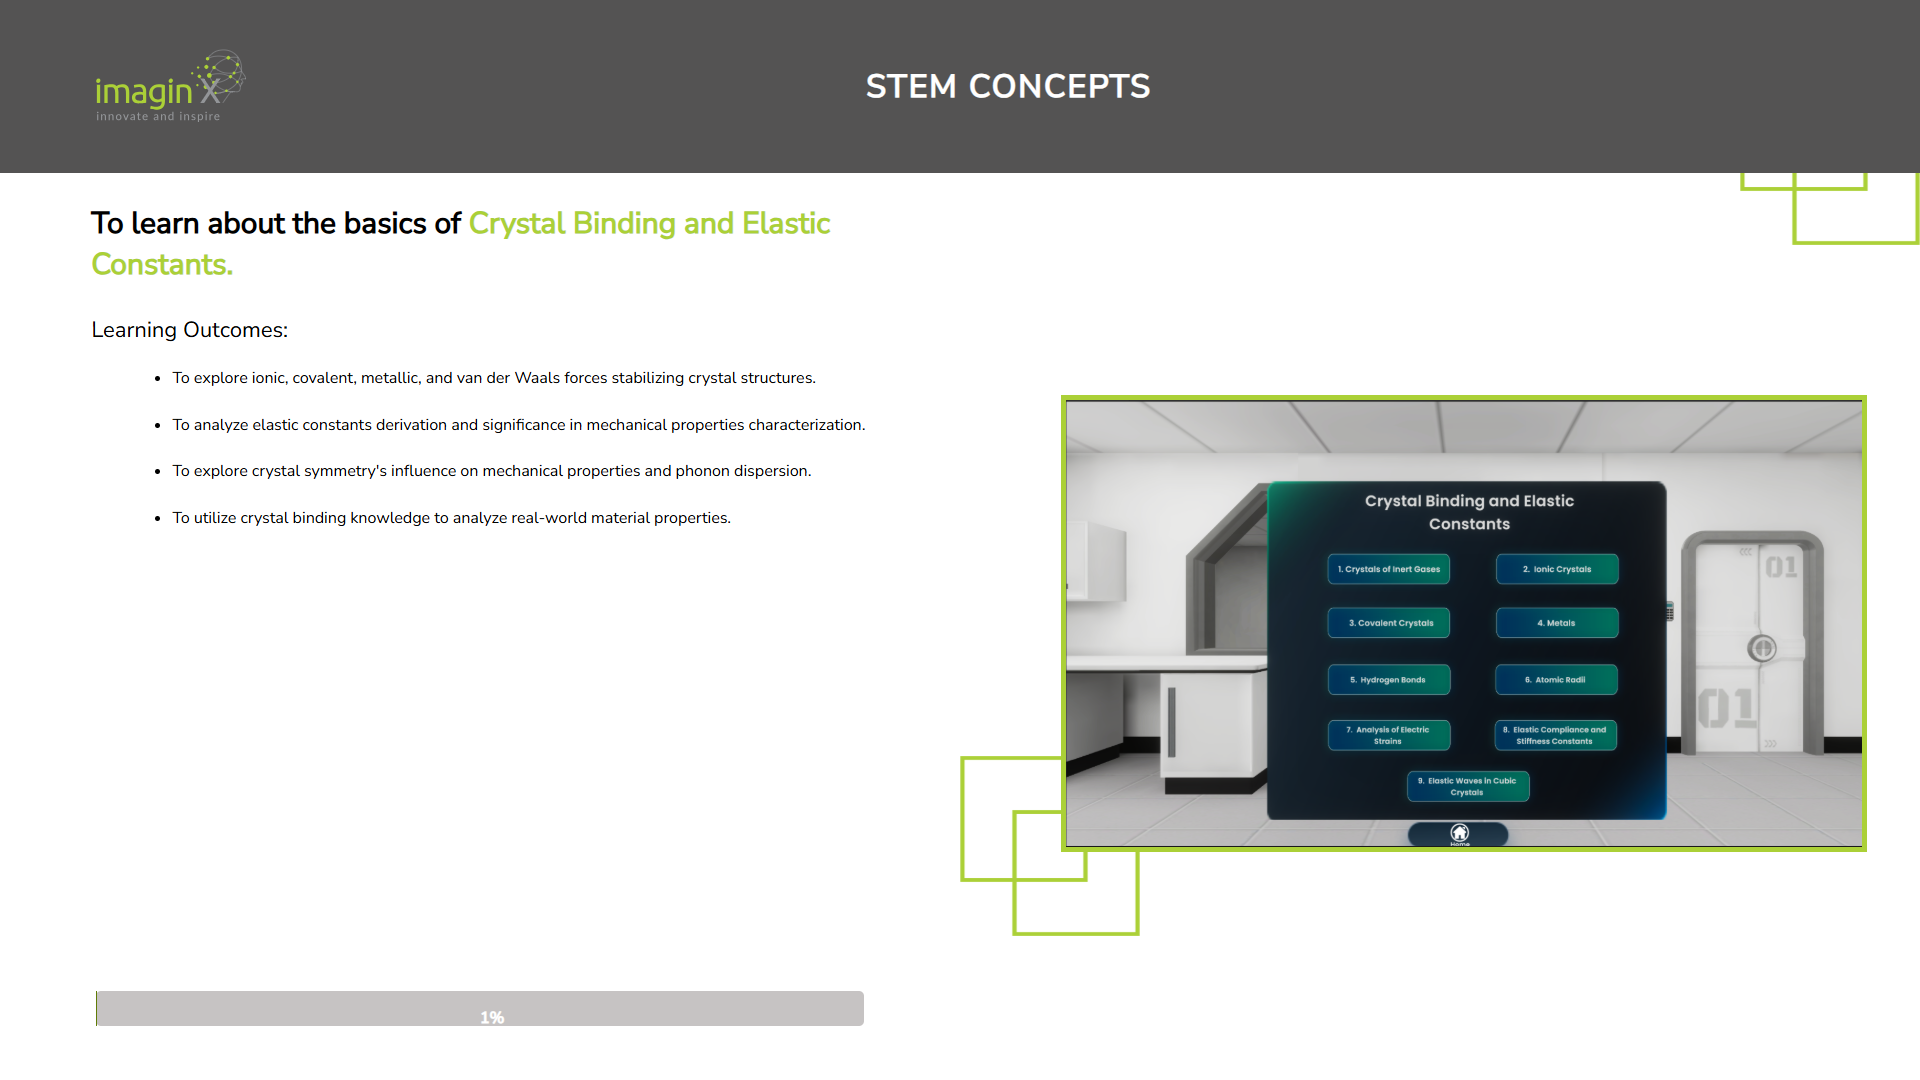 imagin X
innovate and inspire
STEM CONCEPTS
To learn about the basics of Crystal Binding and Elastic
Constants.
Learning Outcomes:
• To explore ionic, covalent, metallic, and van der Waals forces stabilizing crystal structures.
• To analyze elastic constants derivation and significance in mechanical properties characterization.
• To explore crystal symmetry's influence on mechanical properties and phonon dispersion.
• To utilize crystal binding knowledge to analyze real-world material properties.
Crystal Binding and Elastic
Constants
1. Crystals of Inert Gases
2. Ionic Crystals
3. Covalent Crystals
4. Metals
5. Hydrogen Bonds
6. Atomic Radii
7. Analysis of Electric
Strains
8. Elastic Compliance and
Stiffness Constants
9. Elastic Waves in Cubic
Crystals
Home
01
01
1%